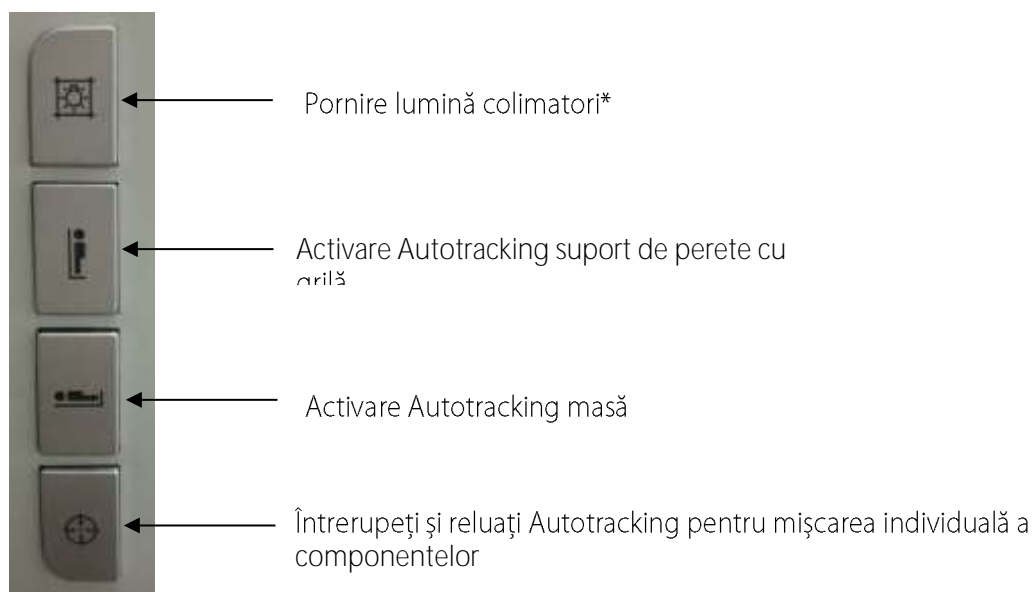 Pornire lumină colimatori*
Activare Autotracking suport de perete cu
grilă
Activare Autotracking masă
Întrerupeți și reluați Autotracking pentru mișcarea individuală a
componentelor